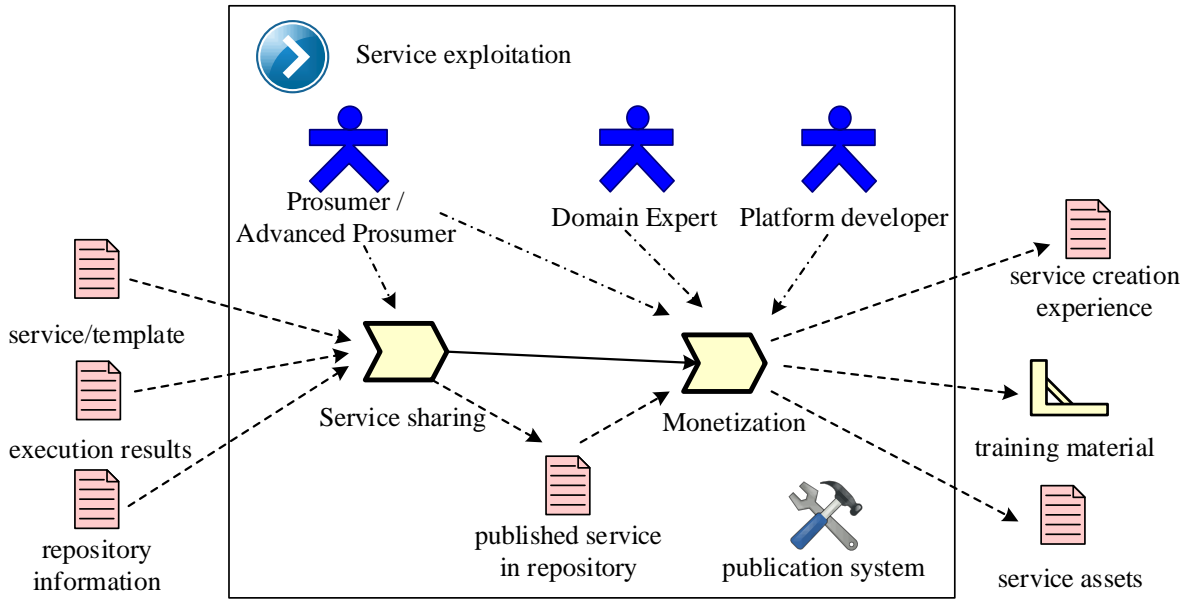 Service exploitation
Prosumer /
Advanced Prosumer
Domain Expert
Platform developer
service/template
execution results
repository
information
Service sharing
Monetization
published service
in repository
publication system
service creation
experience
training material
service assets